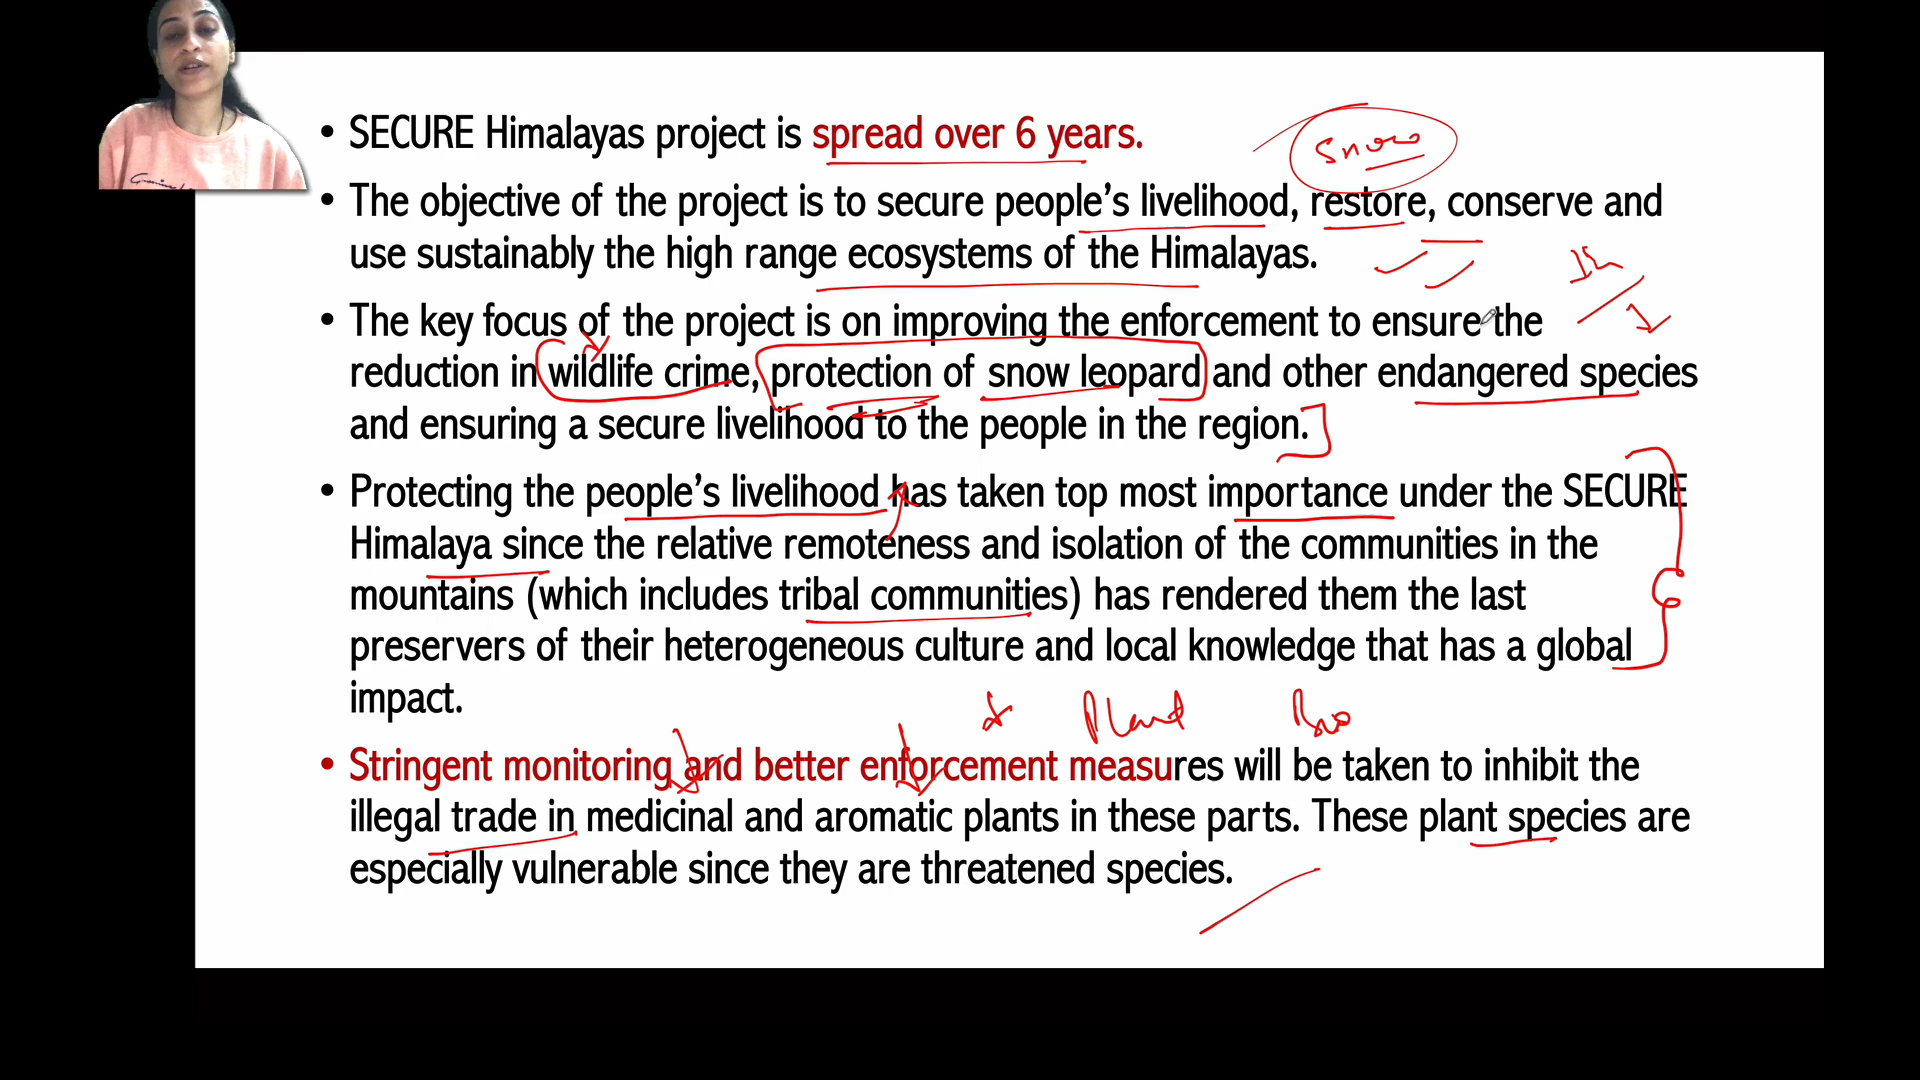 • SECURE Himalayas project is spread over 6 years.
Snow
• The objective of the project is to secure people's livelihood, restore, conserve and
use sustainably the high range ecosystems of the Himalayas.
• The key focus of the project is on improving the enforcement to ensure the
reduction in wildlife crime, protection of snow leopard and other endangered species
and ensuring a secure livelihood to the people in the region.
• Protecting the people's livelihood has taken top most importance under the SECURE
Himalaya since the relative remoteness and isolation of the communities in the
mountains (which includes tribal communities) has rendered them the last
preservers of their heterogeneous culture and local knowledge that has a global
impact.
Plant
• Stringent monitoring and better enforcement measures will be taken to inhibit the
illegal trade in medicinal and aromatic plants in these parts. These plant species are
especially vulnerable since they are threatened species.